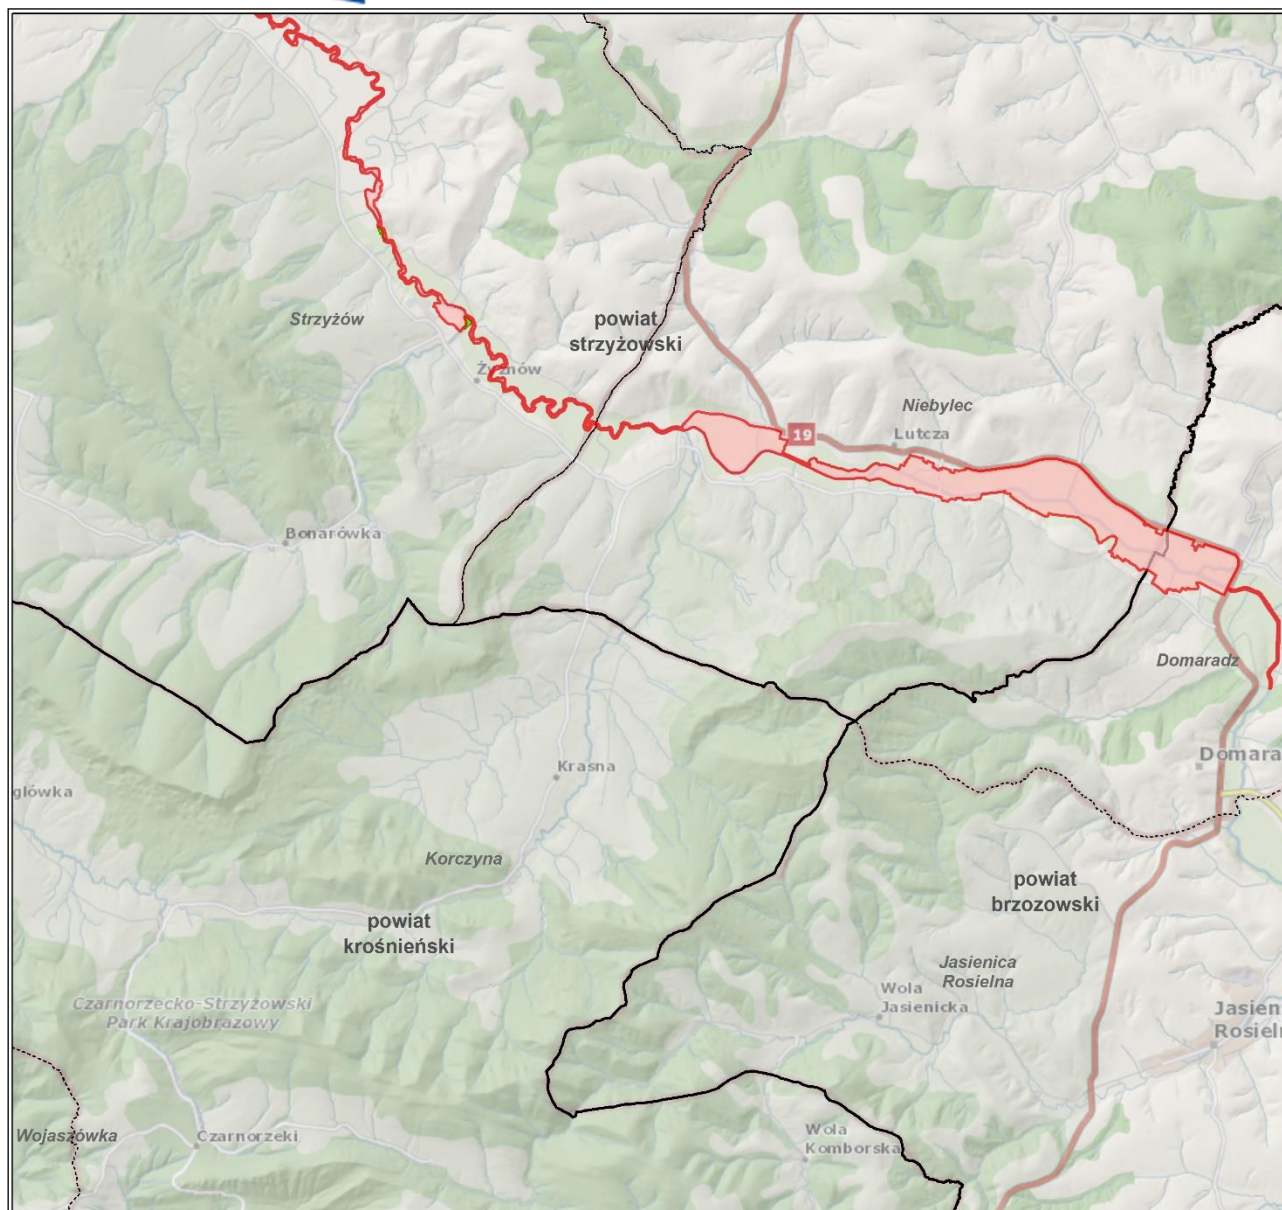 Strzyżów
powiat
strzyżowski
Żyznów
Niebylec
19
Lutcza
Bonarówka
Domaradz
Krasna
Domara
główka
Korczyna
powiat
brzozowski
powiat
krośnieński
Jasienica
Rosielna
Wola
Jasienicka
Czarnorzecko-Strzyżowski
Park Krajobrazowy
Jasien
Rosieln
Wojaszówka
Czarnorzeki
Wola
Komborska